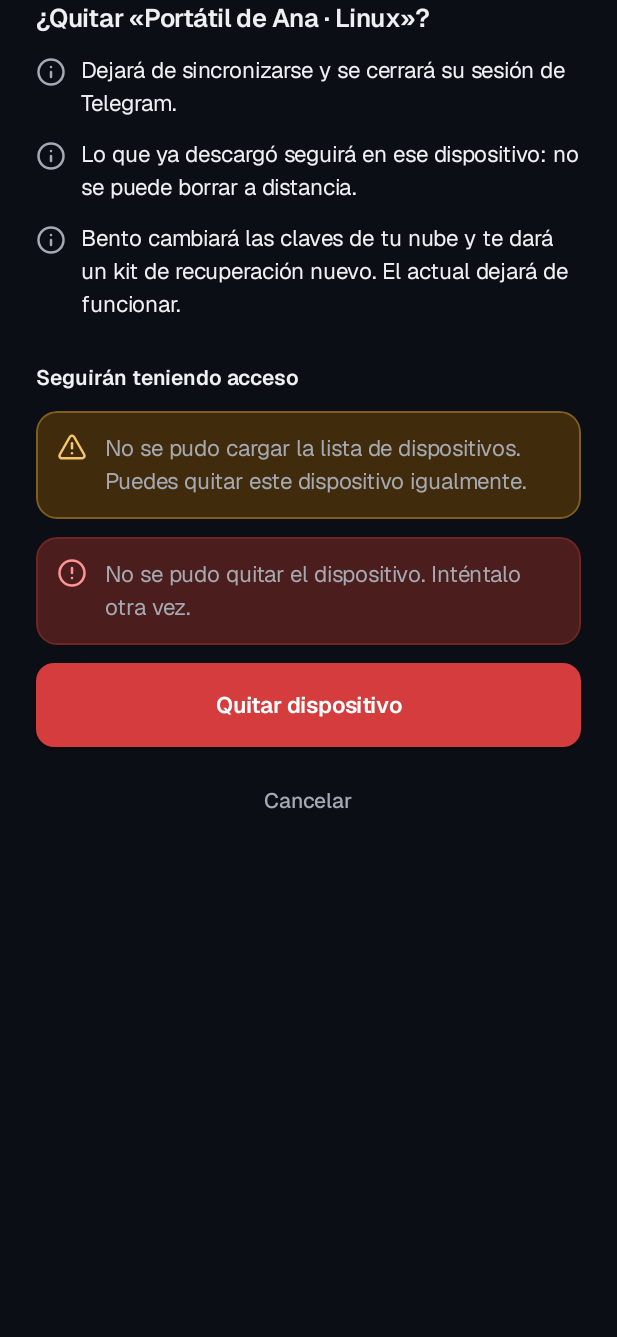 ¿Quitar «Portátil de Ana · Linux»?
Dejará de sincronizarse y se cerrará su sesión de
Telegram.
Lo que ya descargó seguirá en ese dispositivo: no
se puede borrar a distancia.
Bento cambiará las claves de tu nube y te dará
un kit de recuperación nuevo. El actual dejará de
funcionar.
Seguirán teniendo acceso
No se pudo cargar la lista de dispositivos.
Puedes quitar este dispositivo igualmente.
No se pudo quitar el dispositivo. Inténtalo
otra vez.
Quitar dispositivo
Cancelar